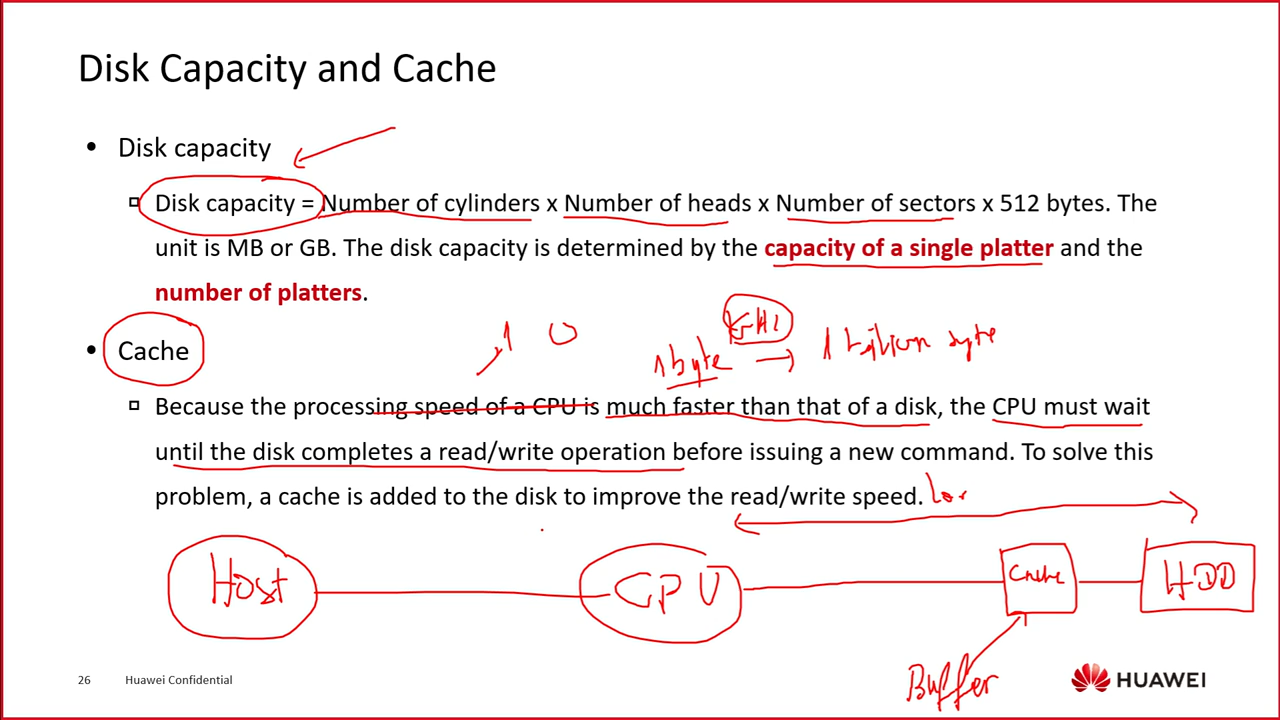 Disk Capacity and Cache
• Disk capacity
Disk capacity = Number of cylinders x Number of heads x Number of sectors x 512 bytes. The
unit is MB or GB. The disk capacity is determined by the capacity of a single platter and the
number of platters.
1 0
1 byte → 1 billion byte
• Cache
Because the processing speed of a CPU is much faster than that of a disk, the CPU must wait
until the disk completes a read/write operation before issuing a new command. To solve this
problem, a cache is added to the disk to improve the read/write speed.
Host CPU Cache HDD
Buffer
26 Huawei Confidential
HUAWEI